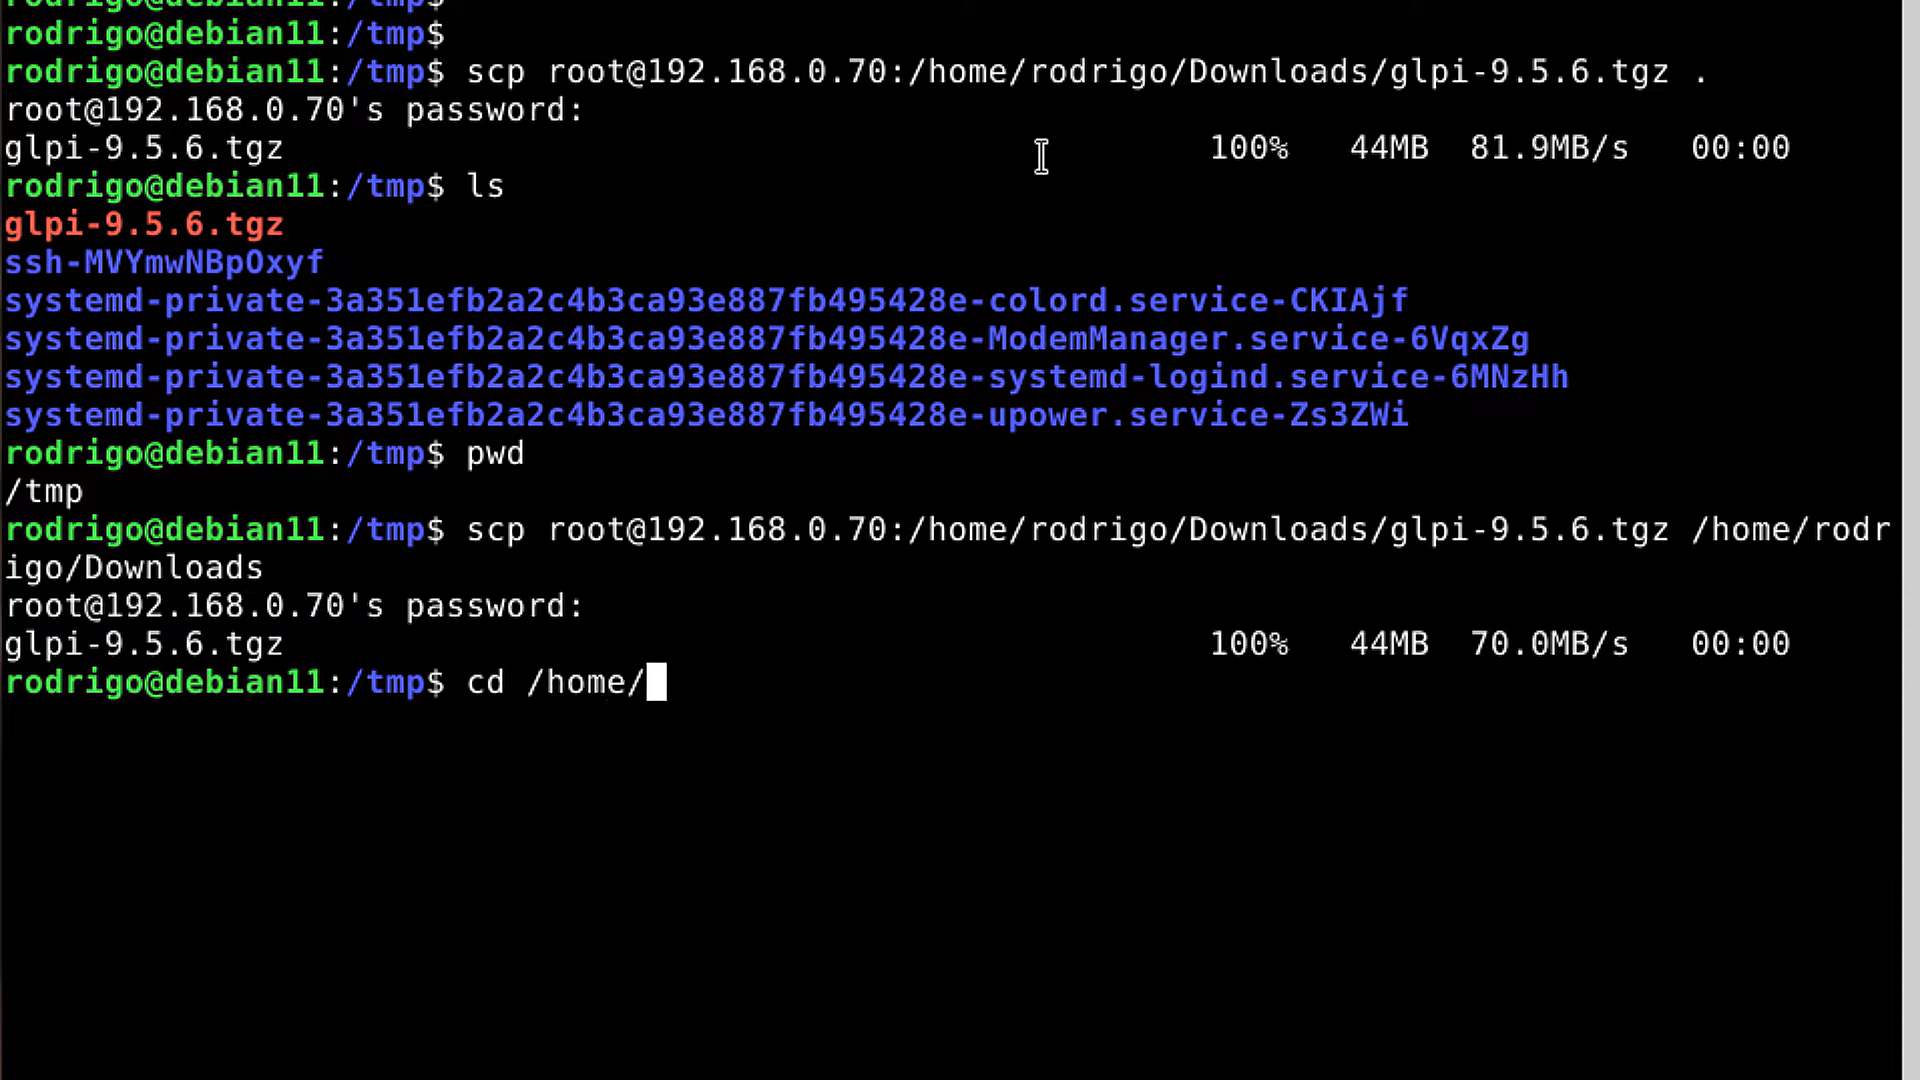 rodrigo@debian11:/tmp$
rodrigo@debian11:/tmp$
rodrigo@debian11:/tmp$ scp root@192.168.0.70:/home/rodrigo/Downloads/glpi-9.5.6.tgz .
root@192.168.0.70's password:
glpi-9.5.6.tgz 100% 44MB 81.9MB/s 00:00
rodrigo@debian11:/tmp$ ls
glpi-9.5.6.tgz
ssh-MVYmwNBpOxyf
systemd-private-3a351efb2a2c4b3ca93e887fb495428e-colord.service-CKIAjf
systemd-private-3a351efb2a2c4b3ca93e887fb495428e-ModemManager.service-6VqxZg
systemd-private-3a351efb2a2c4b3ca93e887fb495428e-systemd-logind.service-6MNzHh
systemd-private-3a351efb2a2c4b3ca93e887fb495428e-upower.service-Zs3ZWi
rodrigo@debian11:/tmp$ pwd
/tmp
rodrigo@debian11:/tmp$ scp root@192.168.0.70:/home/rodrigo/Downloads/glpi-9.5.6.tgz /home/rodr
igo/Downloads
root@192.168.0.70's password:
glpi-9.5.6.tgz 100% 44MB 70.0MB/s 00:00
rodrigo@debian11:/tmp$ cd /home/